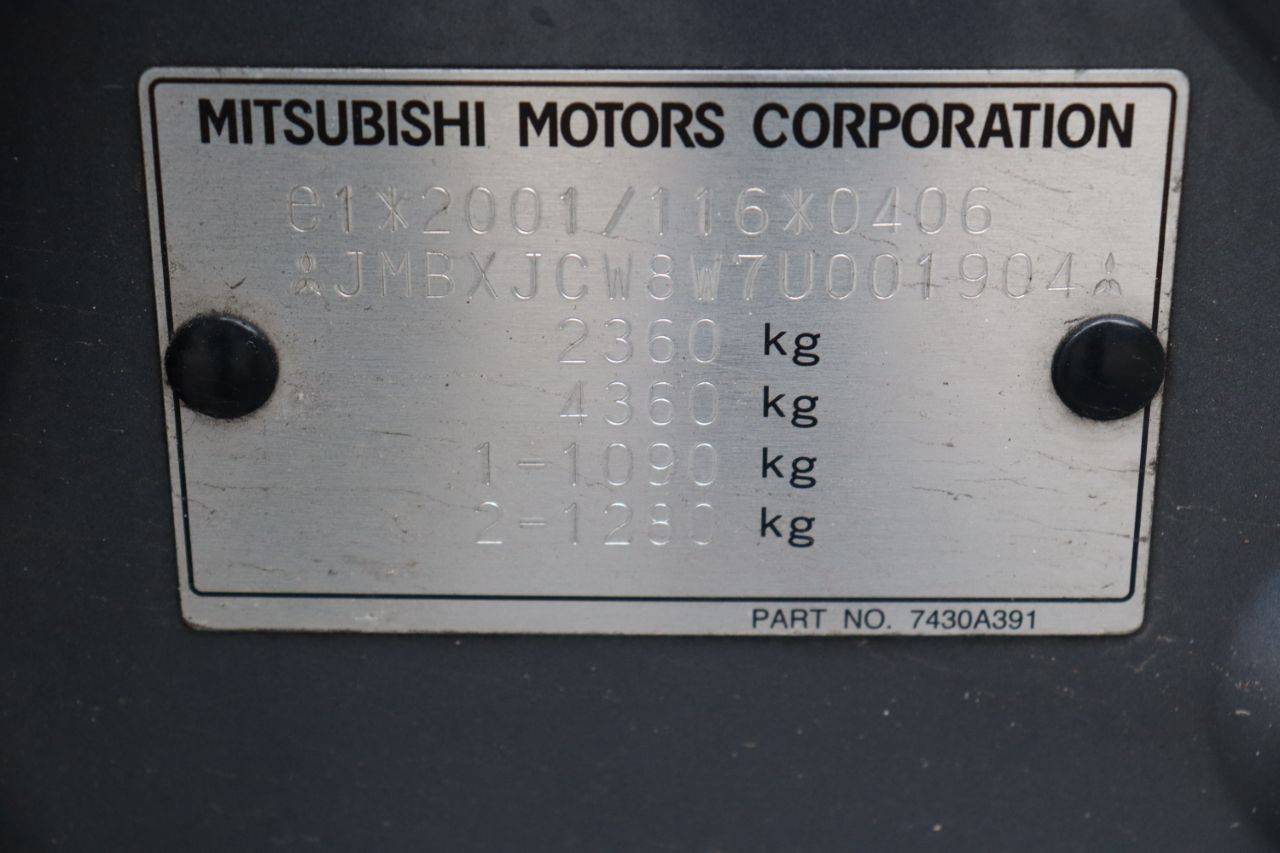 MITSUBISHI MOTORS CORPORATION
e1*2001/116*0406
JMBXJCW8W7U001904
2360 kg
4360 kg
1-1090 kg
2-1280 kg
PART NO. 7430A391